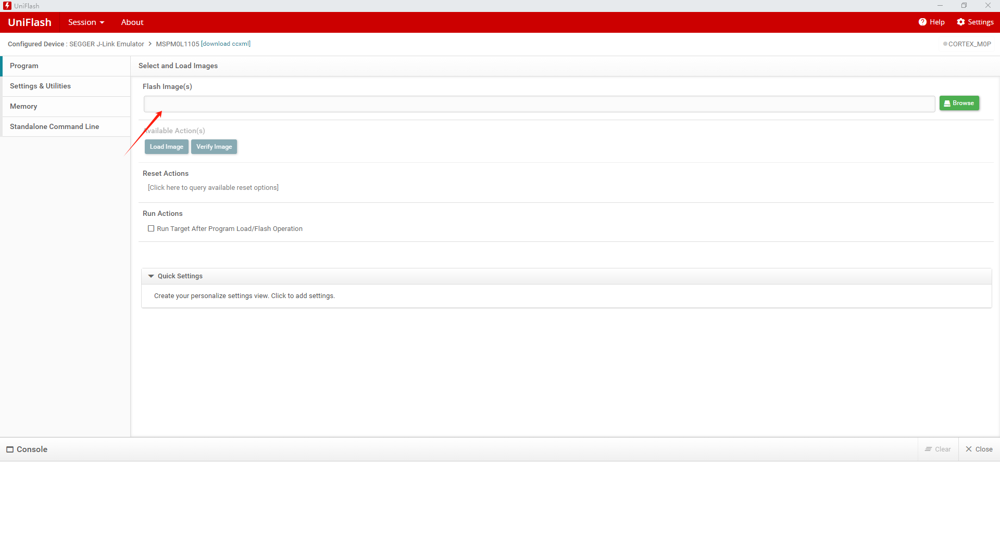 UniFlash
UniFlash Session About Help Settings
Configured Device : SEGGER J-Link Emulator > MSPM0L1105 [download ccxml] CORTEX_M0P
Program
Settings & Utilities
Memory
Standalone Command Line
Select and Load Images
Flash Image(s)
Browse
Available Action(s)
Load Image Verify Image
Reset Actions
[Click here to query available reset options]
Run Actions
Run Target After Program Load/Flash Operation
Quick Settings
Create your personalize settings view. Click to add settings.
Console Clear Close